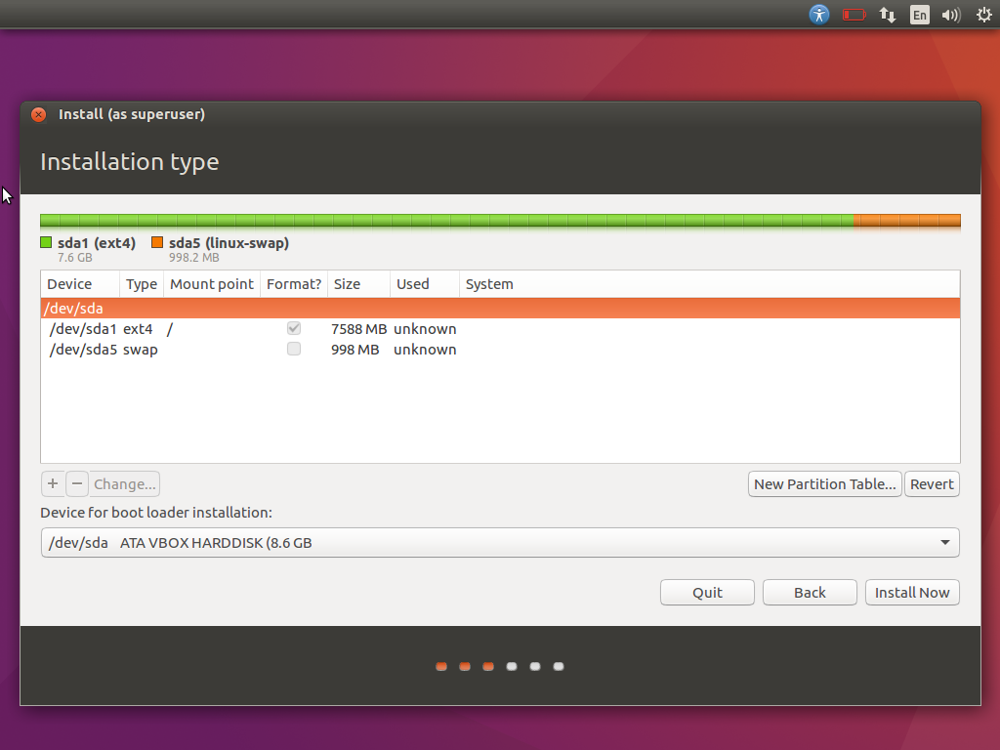 En
Install (as superuser)
Installation type
sda1 (ext4) sda5 (linux-swap)
7.6 GB 998.2 MB
Device Type Mount point Format? Size Used System
/dev/sda
/dev/sda1 ext4 / 7588 MB unknown
/dev/sda5 swap 998 MB unknown
+ − Change... New Partition Table... Revert
Device for boot loader installation:
/dev/sda ATA VBOX HARDDISK (8.6 GB
Quit Back Install Now